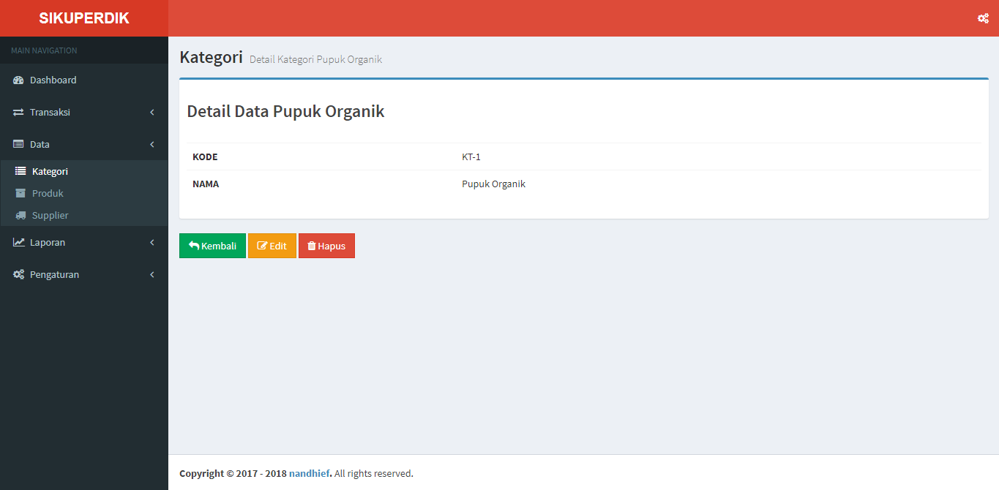 SIKUPERDIK
MAIN NAVIGATION
Dashboard
Transaksi
Data
Kategori
Produk
Supplier
Laporan
Pengaturan
Kategori Detail Kategori Pupuk Organik
Detail Data Pupuk Organik
KODE KT-1
NAMA Pupuk Organik
Kembali Edit Hapus
Copyright © 2017 - 2018 nandhief. All rights reserved.